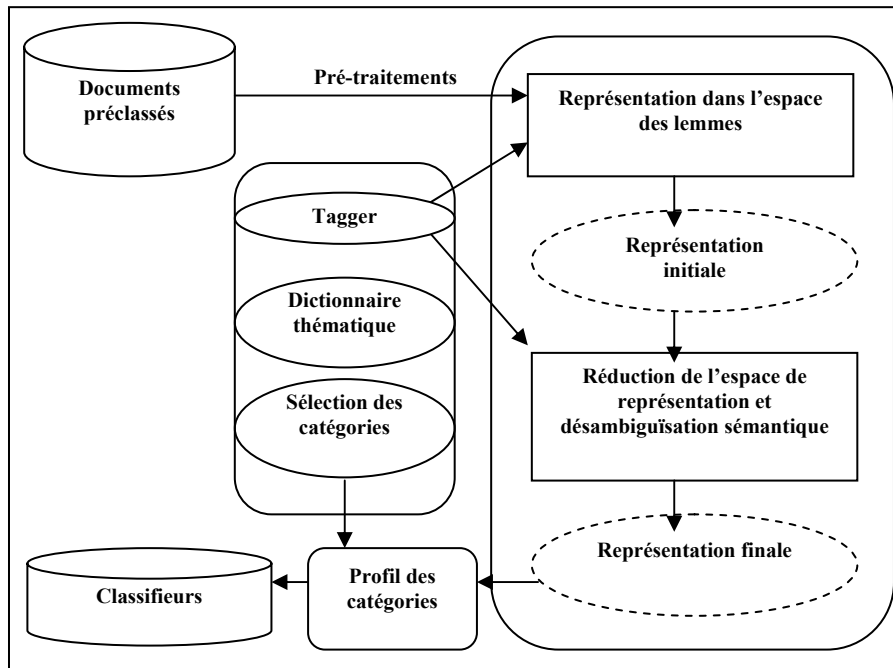 Documents
préclassés
Pré-traitements
Représentation dans l’espace
des lemmes
Tagger
Représentation
initiale
Dictionnaire
thématique
Réduction de l’espace de
représentation et
désambiguïsation sémantique
Sélection des
catégories
Représentation finale
Profil des
catégories
Classifieurs